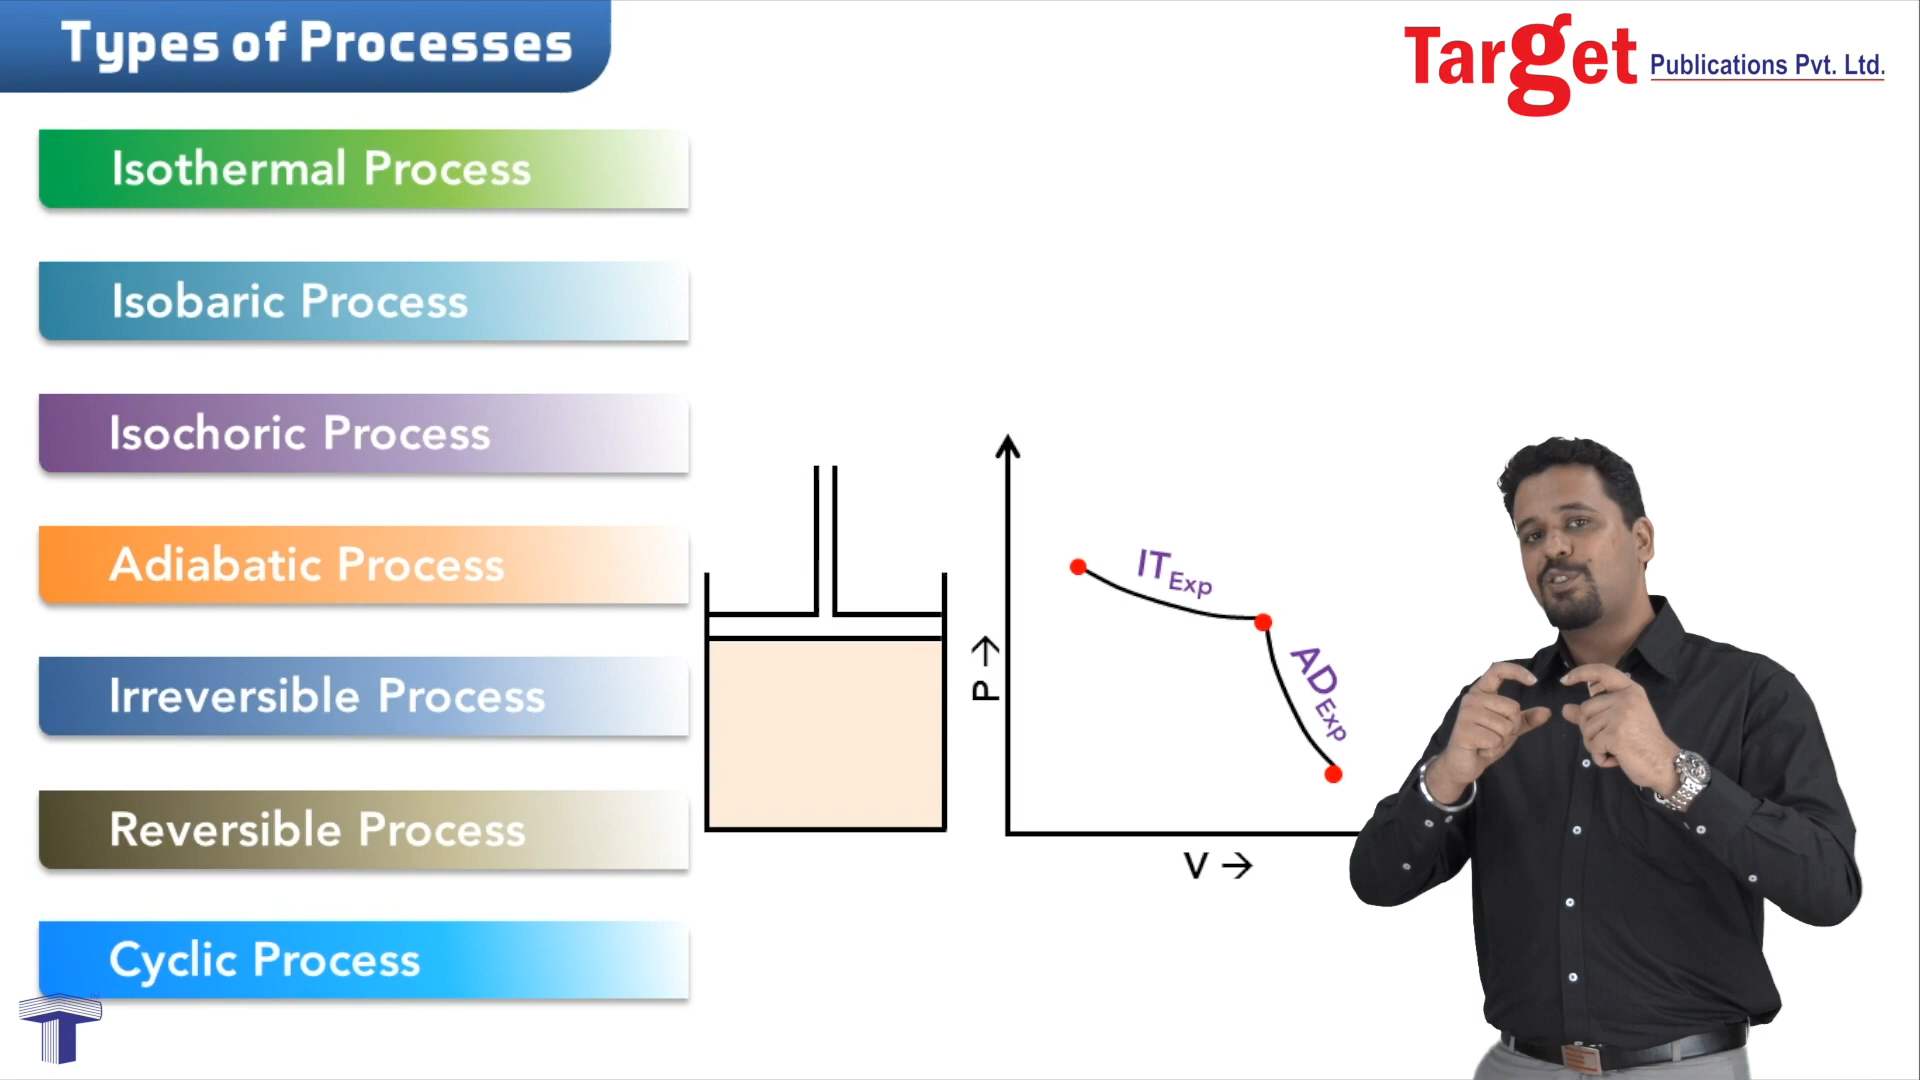 Types of Processes
Target Publications Pvt. Ltd.
Isothermal Process
Isobaric Process
Isochoric Process
Adiabatic Process
Irreversible Process
Reversible Process
Cyclic Process
IT Exp
AD Exp
P →
V →